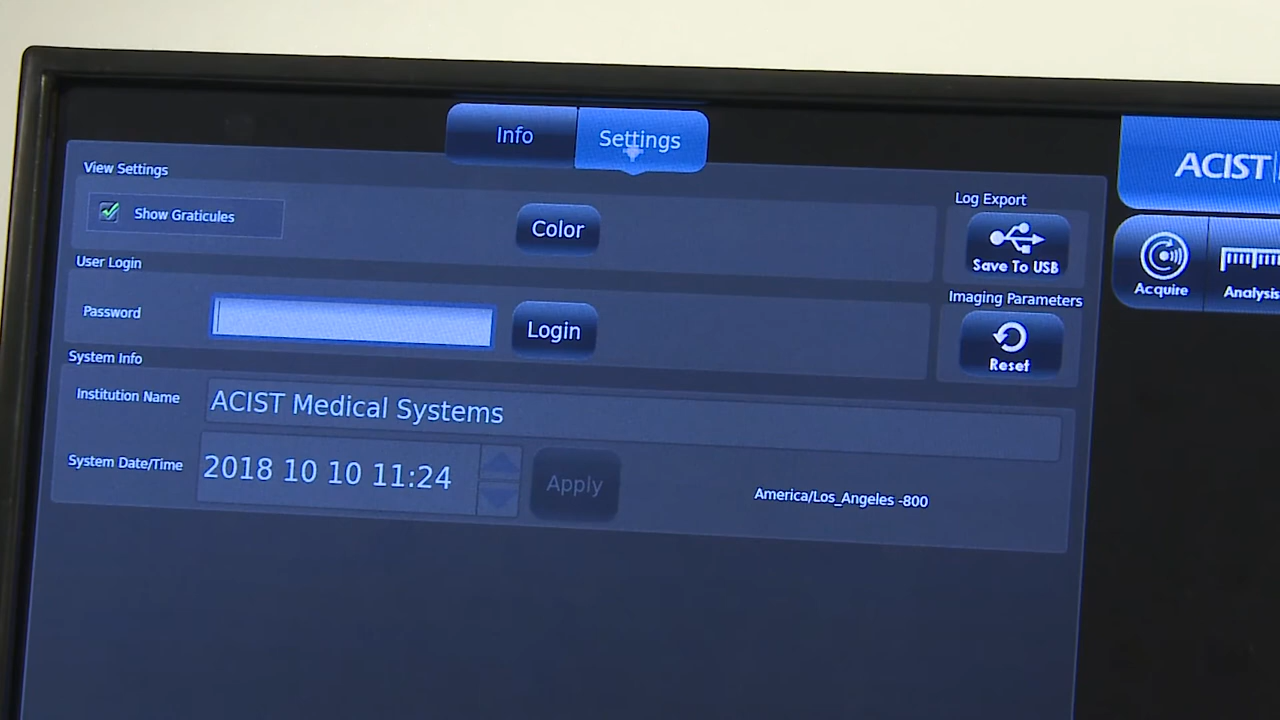 Info
Settings
ACIST
View Settings
Show Graticules
Color
Log Export
Save To USB
Acquire
Analysis
User Login
Imaging Parameters
Password
Login
Reset
System Info
Institution Name
ACIST Medical Systems
System Date/Time
2018 10 10 11:24
Apply
America/Los_Angeles -800